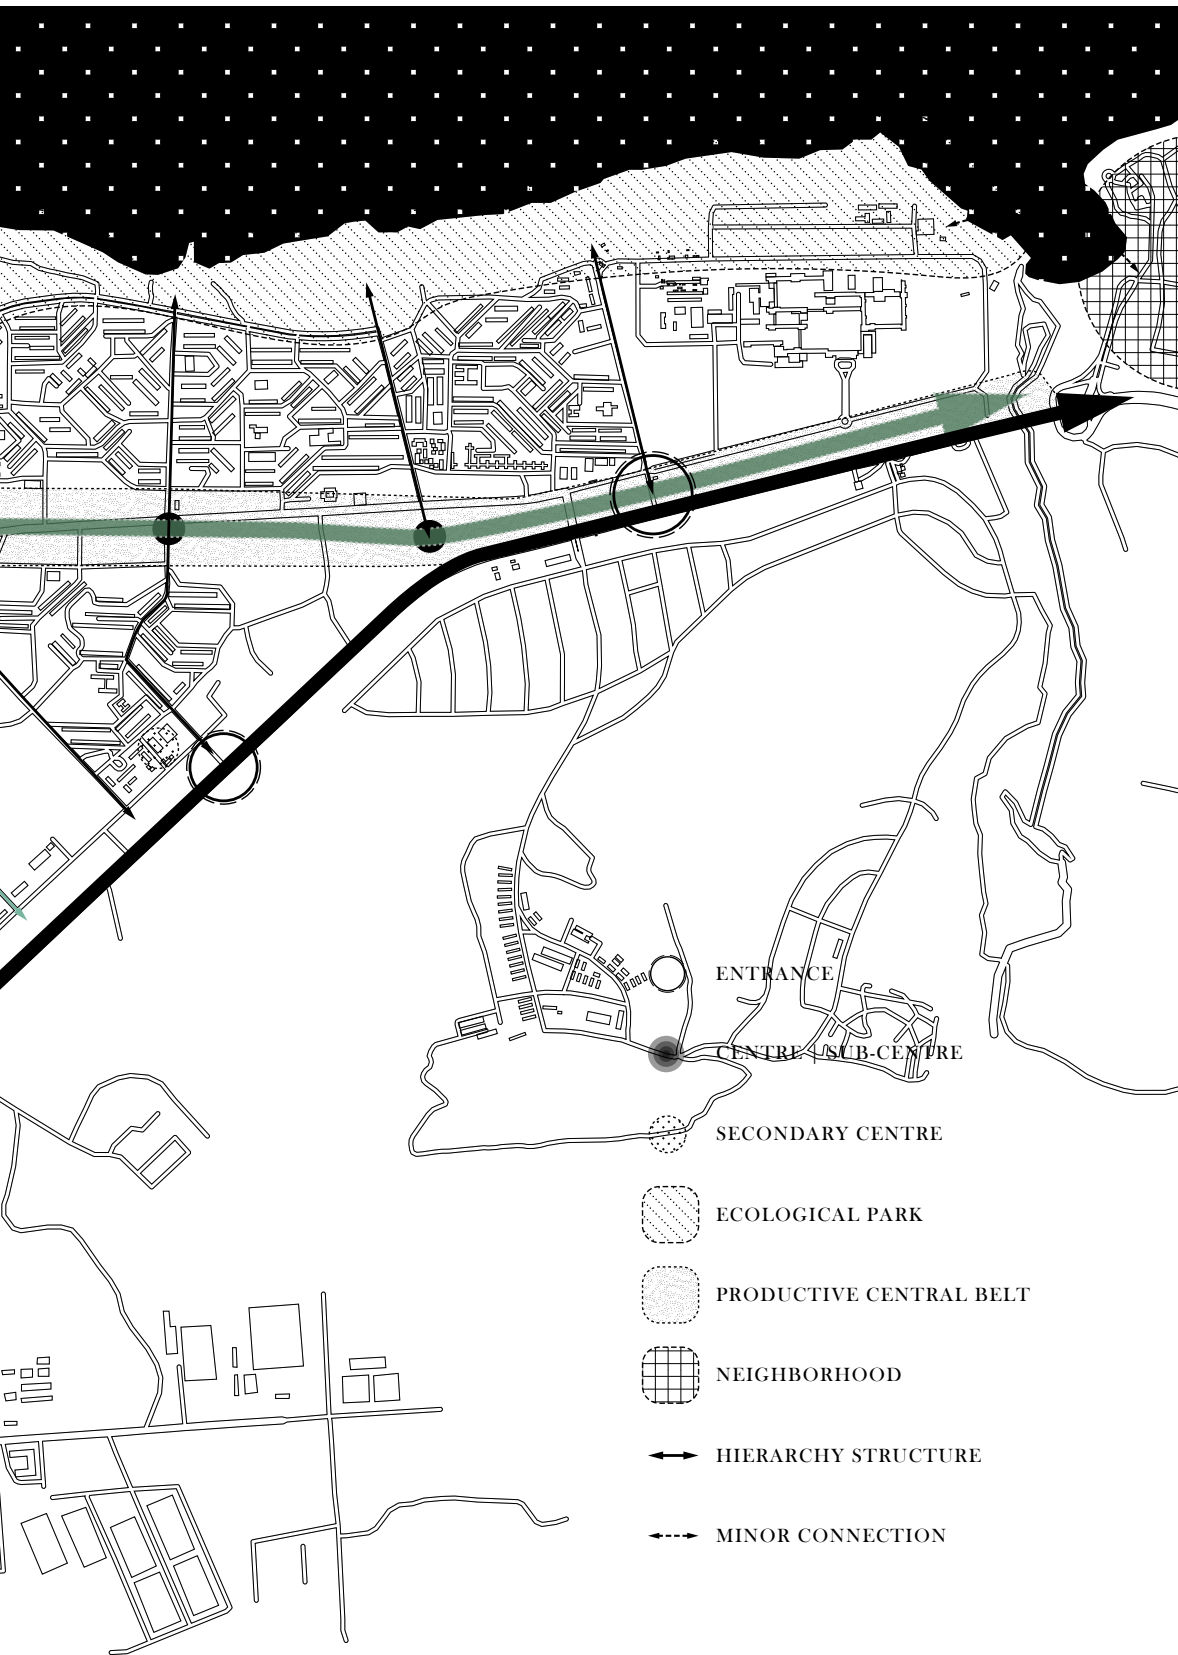 ENTRANCE
CENTRE | SUB-CENTRE
SECONDARY CENTRE
ECOLOGICAL PARK
PRODUCTIVE CENTRAL BELT
NEIGHBORHOOD
HIERARCHY STRUCTURE
MINOR CONNECTION